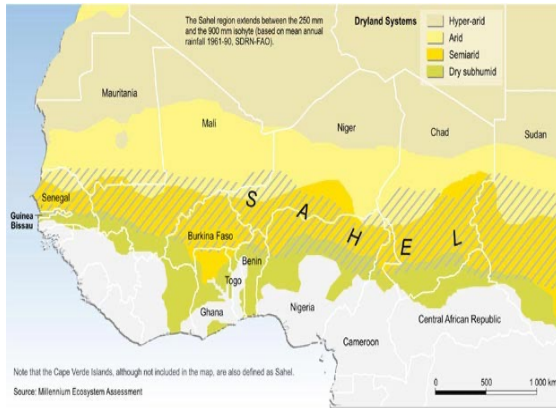 The Sahel region extends between the 250 mm
and the 900 mm isohyte (based on mean annual
rainfall 1961-90, SDRN-FAO).
Dryland Systems
Hyper-arid
Arid
Semiarid
Dry subhumid
Mauritania
Mali
Niger
Chad
Sudan
Senegal
Guinea
Bissau
SAHEL
Burkina Faso
Benin
Togo
Ghana
Nigeria
Cameroon
Central African Republic
Note that the Cape Verde Islands, although not included in the map, are also defined as Sahel.
Source: Millennium Ecosystem Assessment
0 500 1 000 km